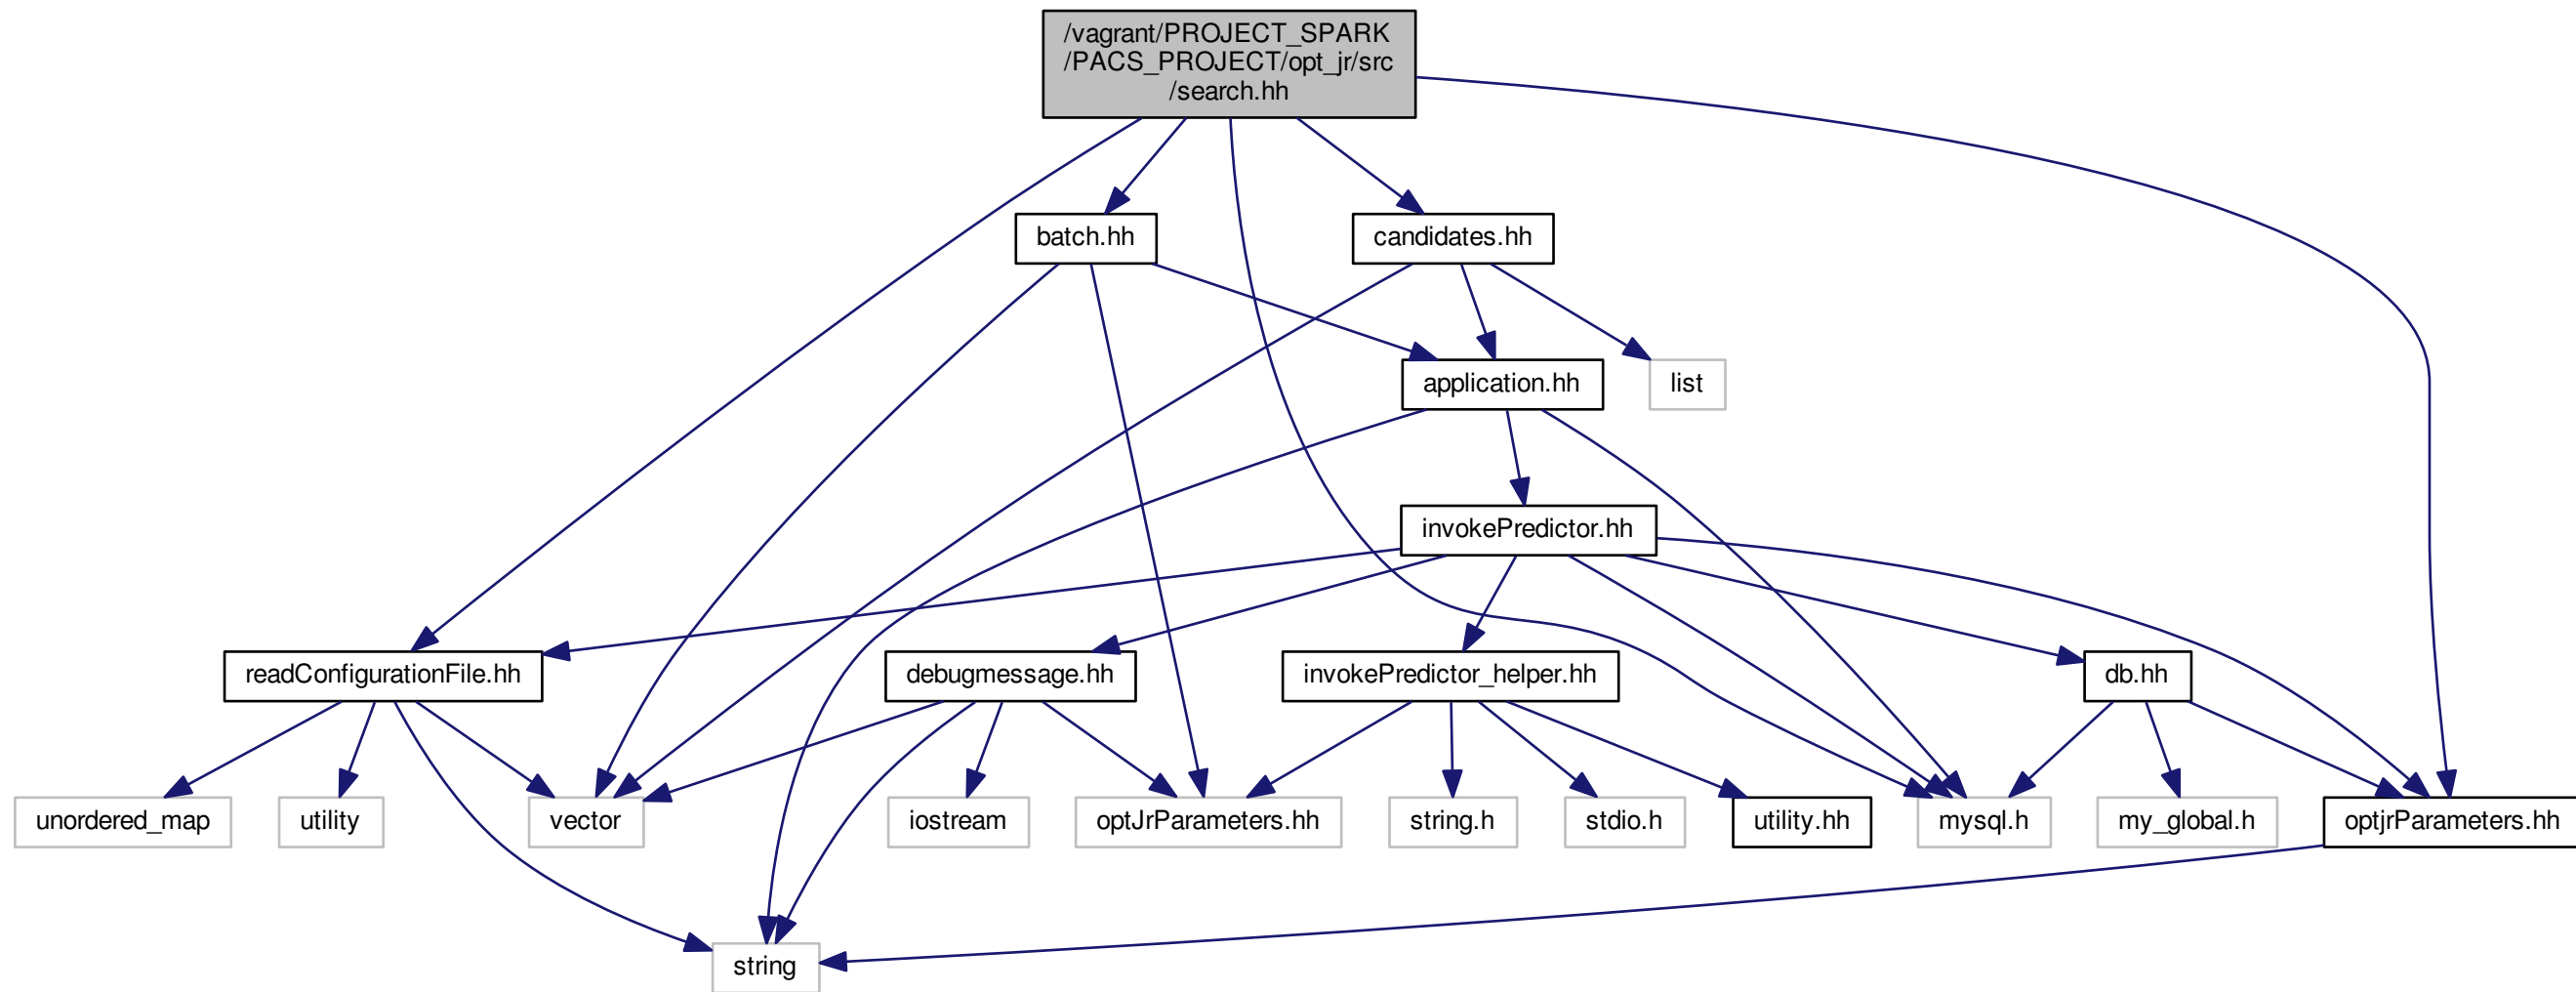 /vagrant/PROJECT_SPARK
/PACS_PROJECT/opt_jr/src
/search.hh
batch.hh
candidates.hh
application.hh
list
invokePredictor.hh
readConfigurationFile.hh
debugmessage.hh
invokePredictor_helper.hh
db.hh
unordered_map
utility
vector
iostream
optJrParameters.hh
string.h
stdio.h
utility.hh
mysql.h
my_global.h
optjrParameters.hh
string